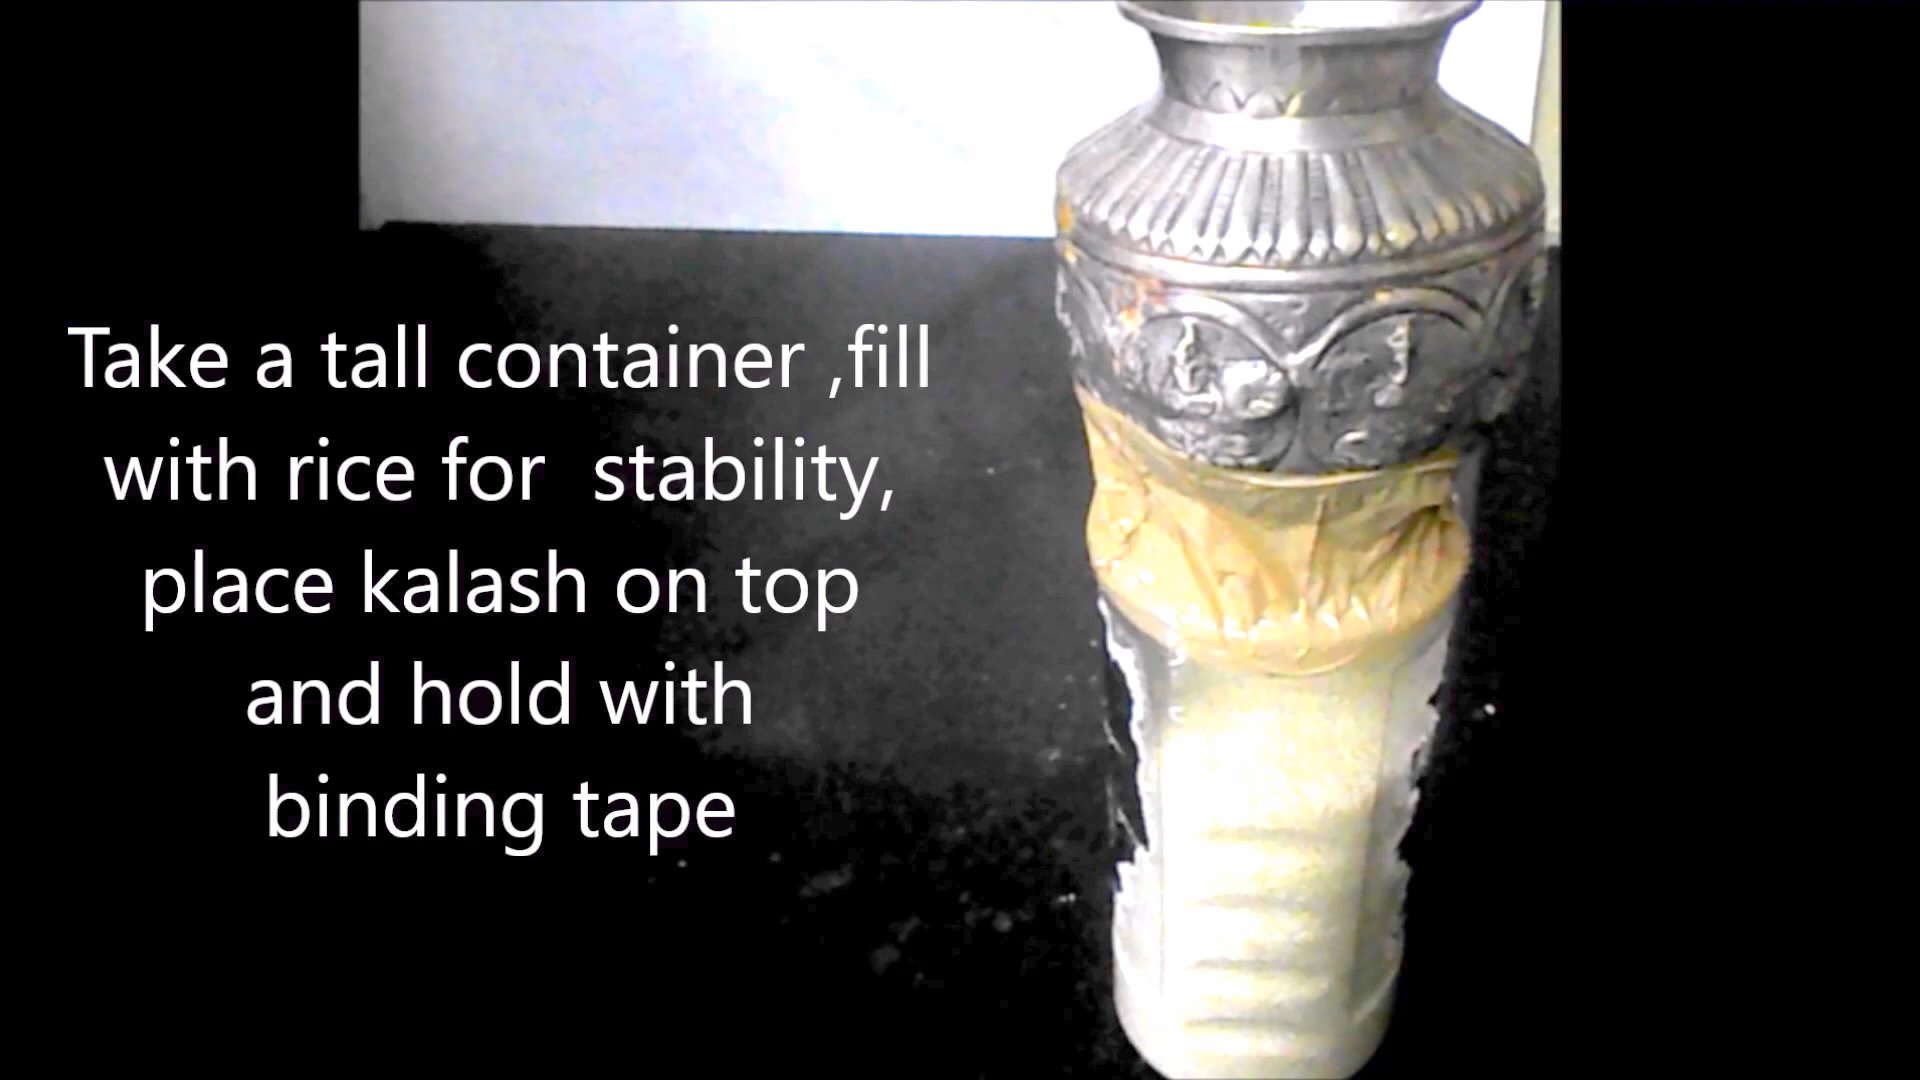 Take a tall container ,fill
with rice for  stability,
place kalash on top
and hold with
binding tape